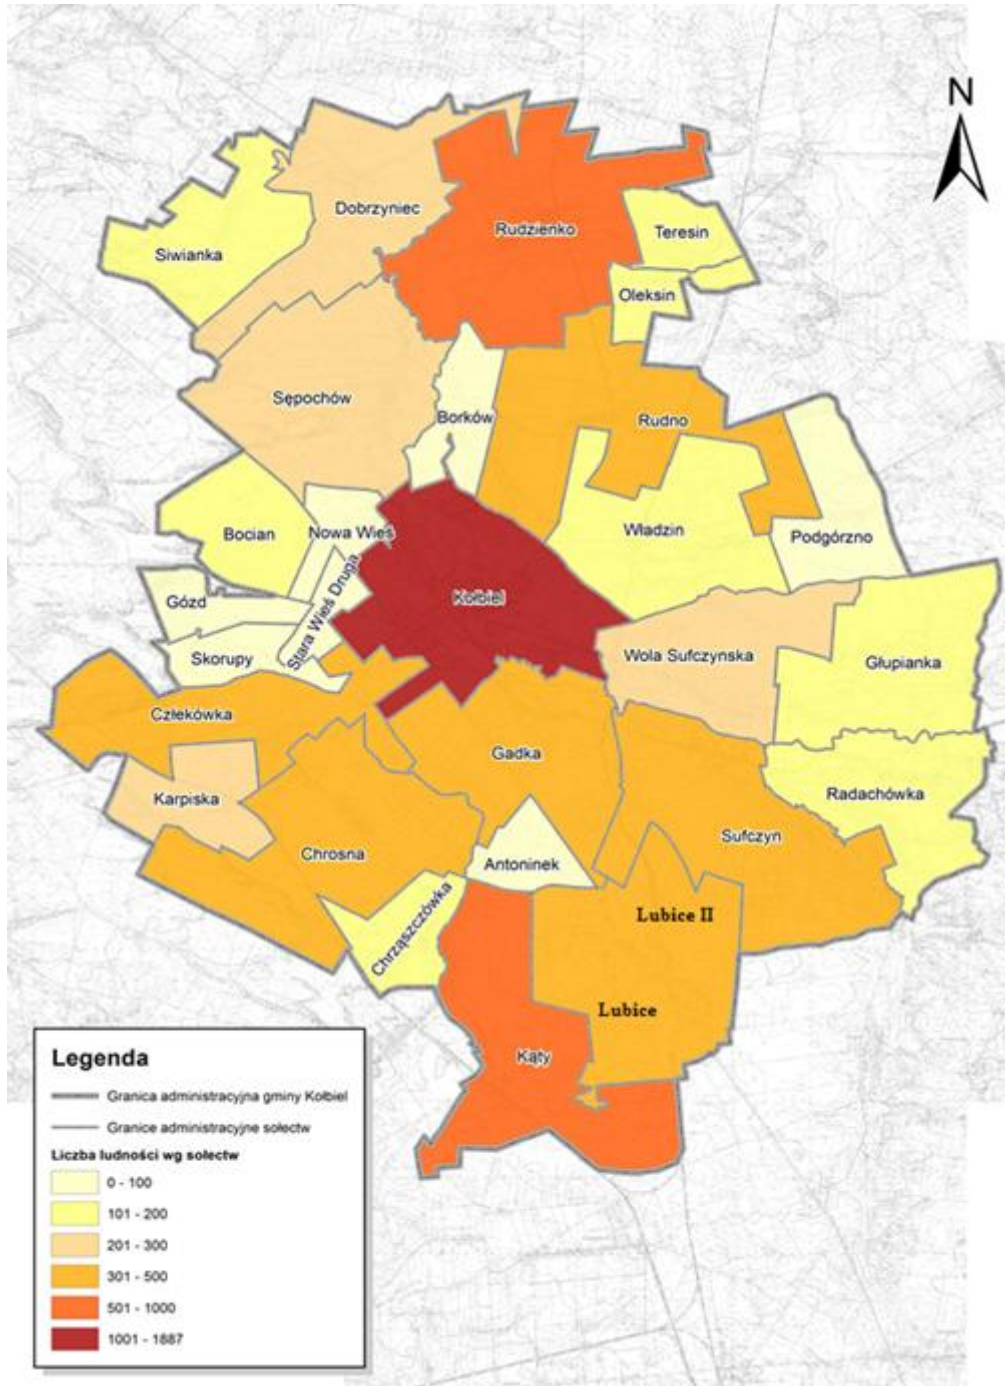 N
Dobrzyniec
Rudzienko
Teresin
Siwianka
Oleksin
Sępochów
Borków
Rudno
Bocian
Nowa Wieś
Władzin
Podgórzno
Kołbiel
Gózd
Stara Wieś Druga
Skorupy
Wola Sufczynska
Głupianka
Człekówka
Gadka
Karpiska
Radachówka
Chrosna
Sufczyn
Antoninek
Chrząszczówka
Lubice II
Lubice
Kąty
Legenda
Granica administracyjna gminy Kołbiel
Granice administracyjne sołectw
Liczba ludności wg sołectw
0 - 100
101 - 200
201 - 300
301 - 500
501 - 1000
1001 - 1887